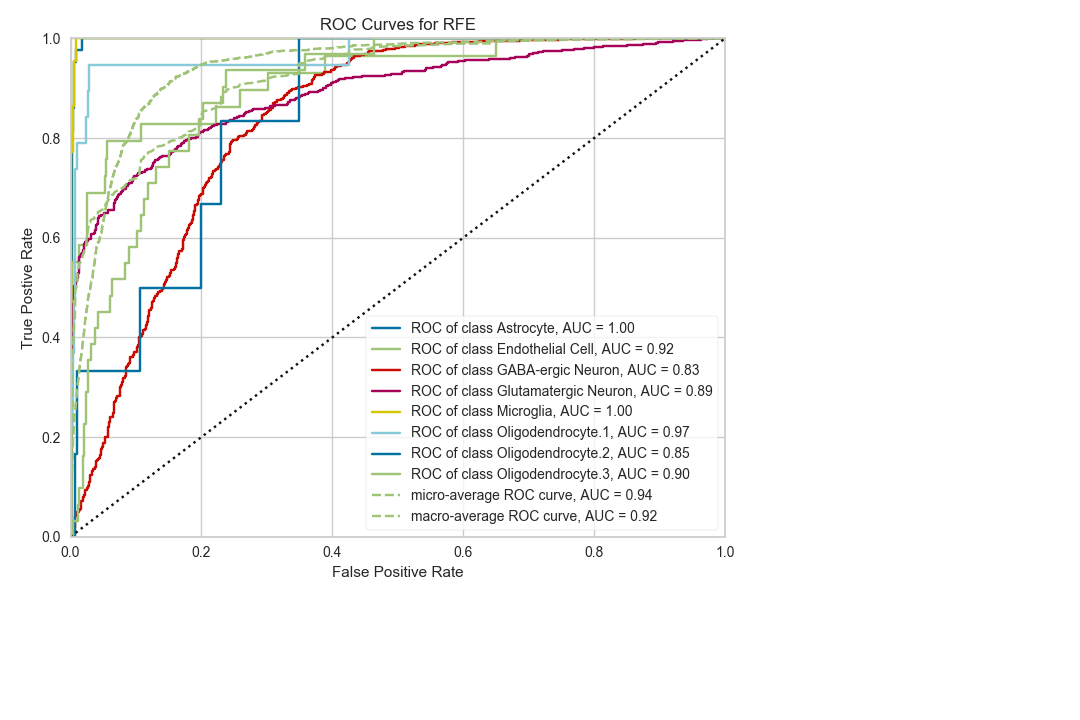 ROC Curves for RFE
1.0
0.8
0.6
0.4
0.2
0.0
True Postive Rate
ROC of class Astrocyte, AUC = 1.00
ROC of class Endothelial Cell, AUC = 0.92
ROC of class GABA-ergic Neuron, AUC = 0.83
ROC of class Glutamatergic Neuron, AUC = 0.89
ROC of class Microglia, AUC = 1.00
ROC of class Oligodendrocyte.1, AUC = 0.97
ROC of class Oligodendrocyte.2, AUC = 0.85
ROC of class Oligodendrocyte.3, AUC = 0.90
micro-average ROC curve, AUC = 0.94
macro-average ROC curve, AUC = 0.92
0.0 0.2 0.4 0.6 0.8 1.0
False Positive Rate